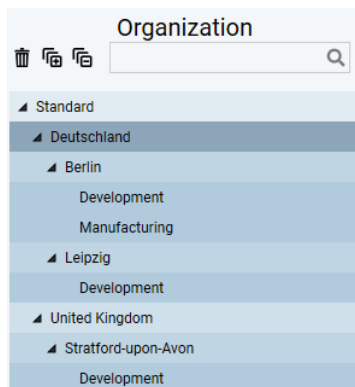 Organization
Standard
Deutschland
Berlin
Development
Manufacturing
Leipzig
Development
United Kingdom
Stratford-upon-Avon
Development